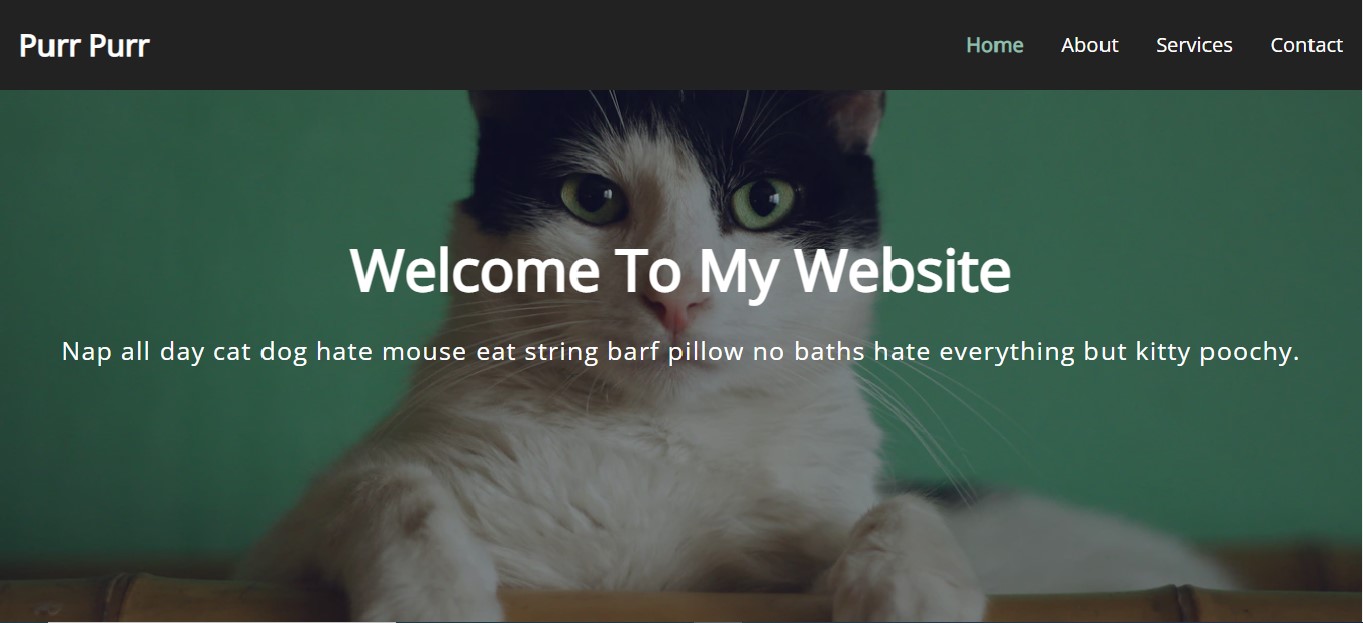 Purr Purr
Home About Services Contact
Welcome To My Website
Nap all day cat dog hate mouse eat string barf pillow no baths hate everything but kitty poochy.